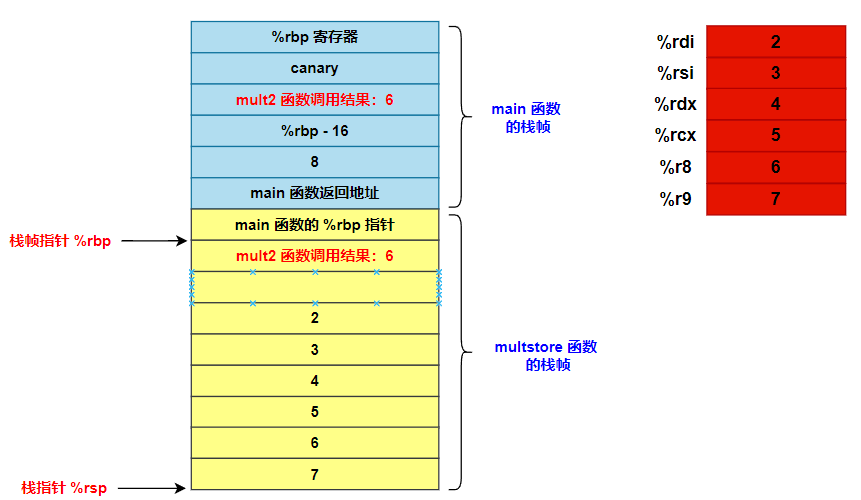 %rbp 寄存器
canary
mult2 函数调用结果：6
%rbp - 16
8
main 函数返回地址
main 函数的 %rbp 指针
mult2 函数调用结果：6
2
3
4
5
6
7
栈帧指针 %rbp
栈指针 %rsp
main 函数
的栈帧
multstore 函数
的栈帧
%rdi 2
%rsi 3
%rdx 4
%rcx 5
%r8 6
%r9 7